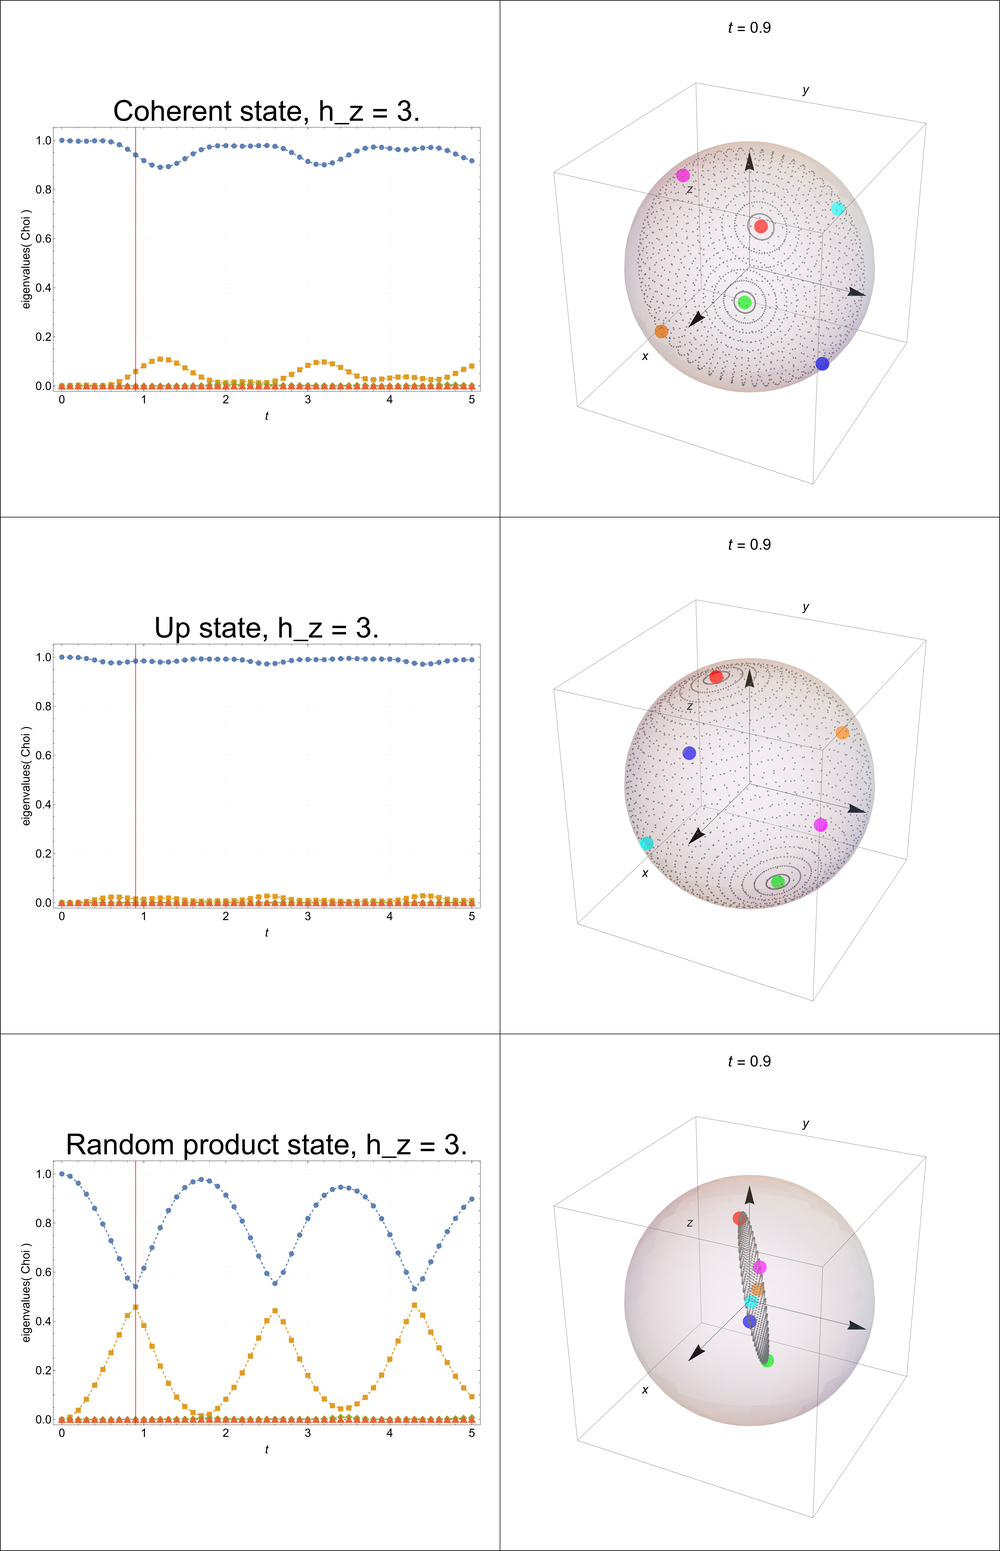 t = 0.9
Coherent state, h_z = 3.
eigenvalues( Choi )
1.0
0.8
0.6
0.4
0.2
0.0
0 1 2 3 4 5
t
y
z
x
t = 0.9
Up state, h_z = 3.
eigenvalues( Choi )
1.0
0.8
0.6
0.4
0.2
0.0
0 1 2 3 4 5
t
y
z
x
t = 0.9
Random product state, h_z = 3.
eigenvalues( Choi )
1.0
0.8
0.6
0.4
0.2
0.0
0 1 2 3 4 5
t
y
z
x